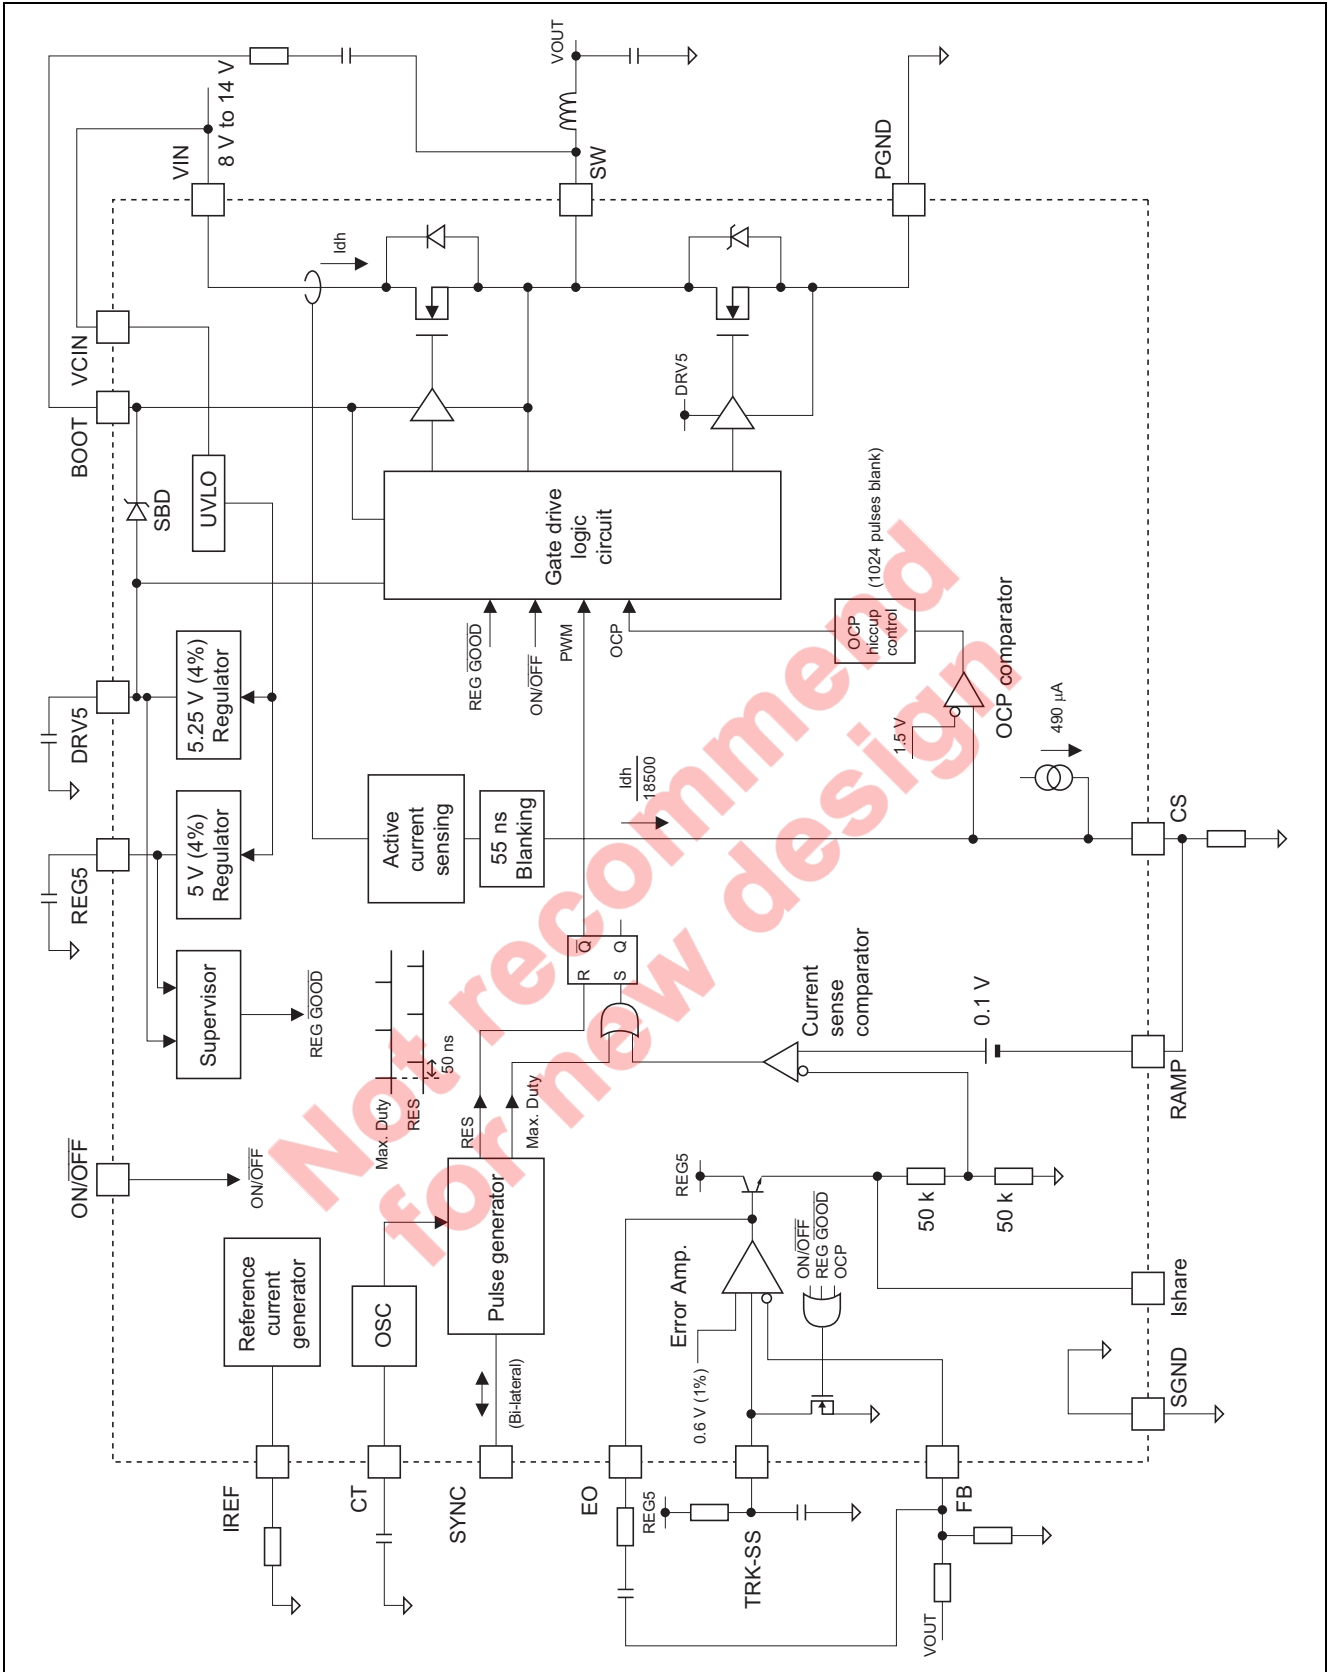 ON/OFF
REG5
DRV5
BOOT
VCIN
Reference
current
generator
Supervisor
5 V (4%)
Regulator
5.25 V (4%)
Regulator
UVLO
SBD
VIN
8 V to 14 V
ON/OFF
REG GOOD
IREF
OSC
CT
Max. Duty
RES
50 ns
Active
current
sensing
55 ns
Blanking
Idh
Pulse generator
RES
Max. Duty
(Bi-lateral)
SYNC
R
Q
S
Q
Idh
18500
REG GOOD
ON/OFF
PWM
OCP
Gate drive
logic
circuit
VOUT
SW
EO
REG5
TRK-SS
Error Amp.
0.6 V (1%)
REG5
ON/OFF
REG GOOD
OCP
Current
sense
comparator
DRV5
OCP
hiccup
control
(1024 pulses blank)
1.5 V
OCP comparator
490 µA
PGND
50 k
50 k
0.1 V
FB
VOUT
SGND
Ishare
RAMP
CS
Not recommend
for new design